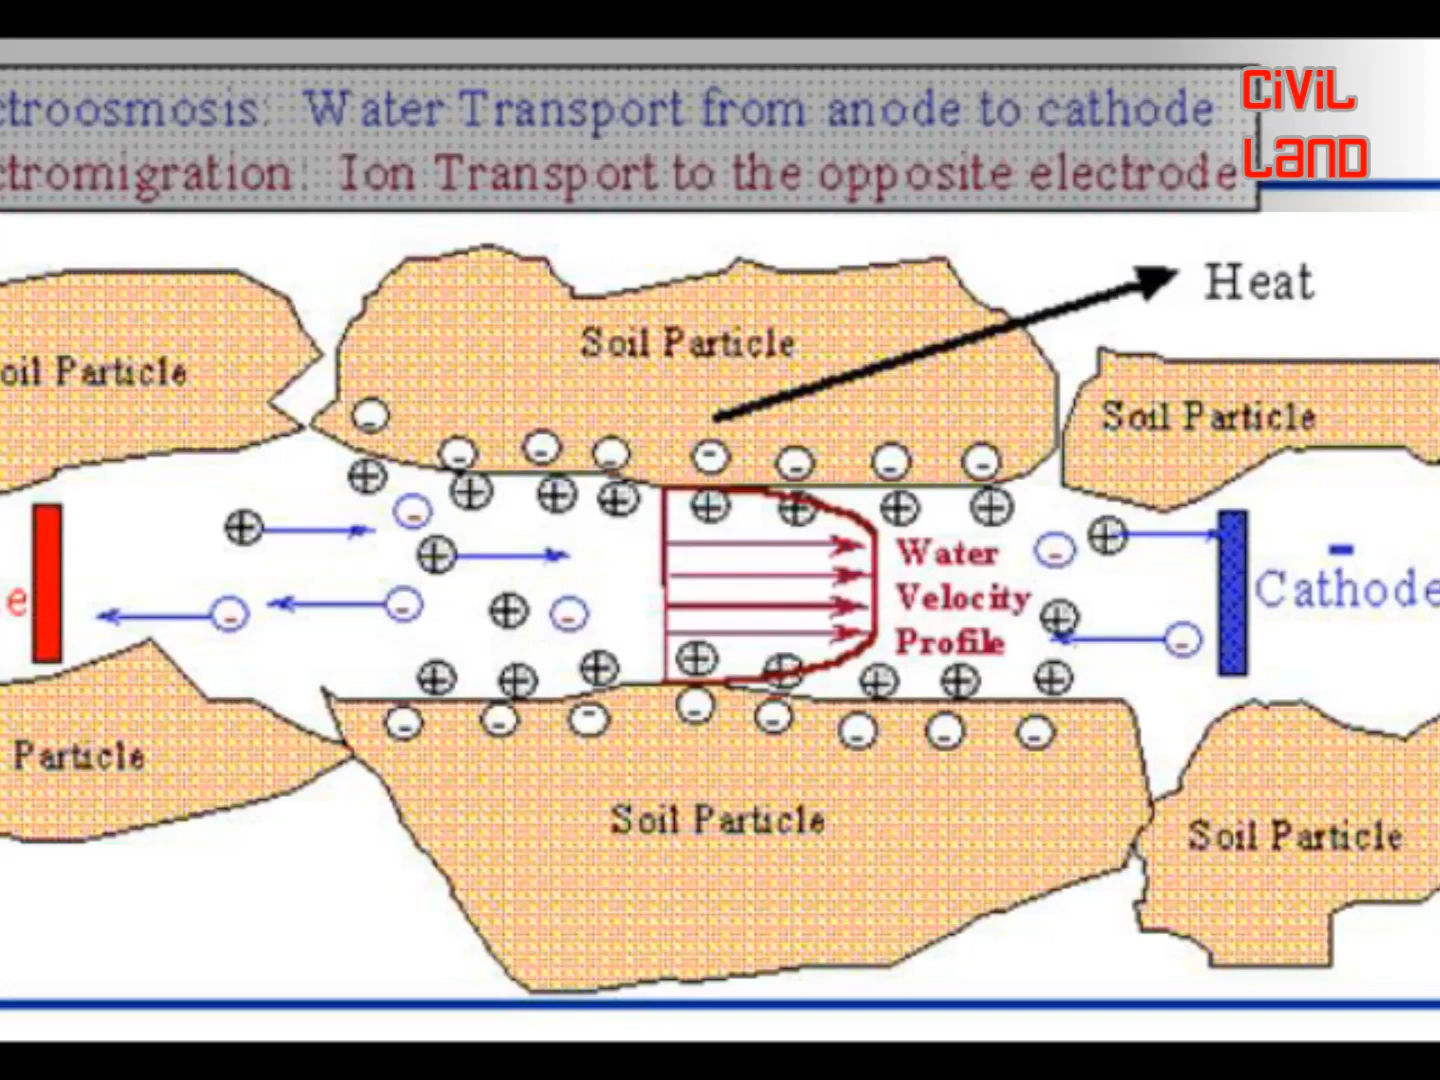 ctroosmosis: Water Transport from anode to cathode
ctromigration: Ion Transport to the opposite electrode
CiViL
LAND
Heat
Soil Particle
oil Particle
Soil Particle
Water
Velocity
Profile
e
-
Cathode
Particle
Soil Particle
Soil Particle